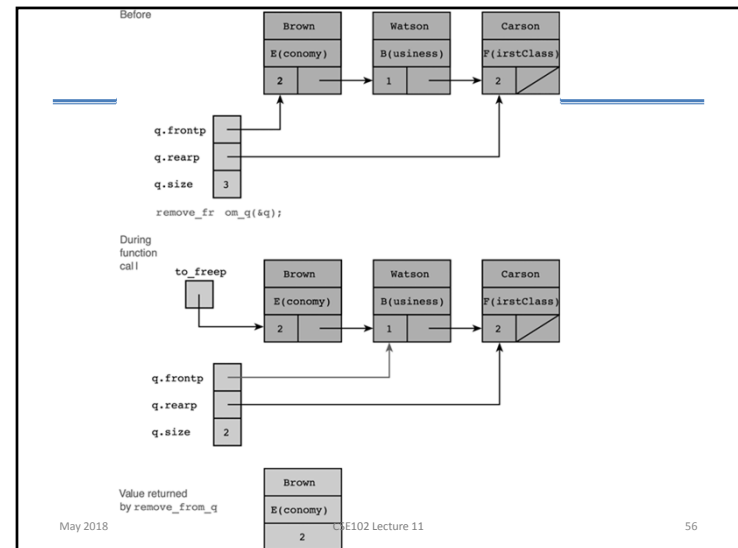 Before
Brown Watson Carson
E(conomy) B(usiness) F(irstClass)
2 1 2
q.frontp
q.rearp
q.size 3
remove_fr om_q(&q);
During
function
call
to_freep
Brown Watson Carson
E(conomy) B(usiness) F(irstClass)
2 1 2
q.frontp
q.rearp
q.size 2
Value returned
by remove_from_q
Brown
E(conomy)
2
May 2018 CSE102 Lecture 11 56